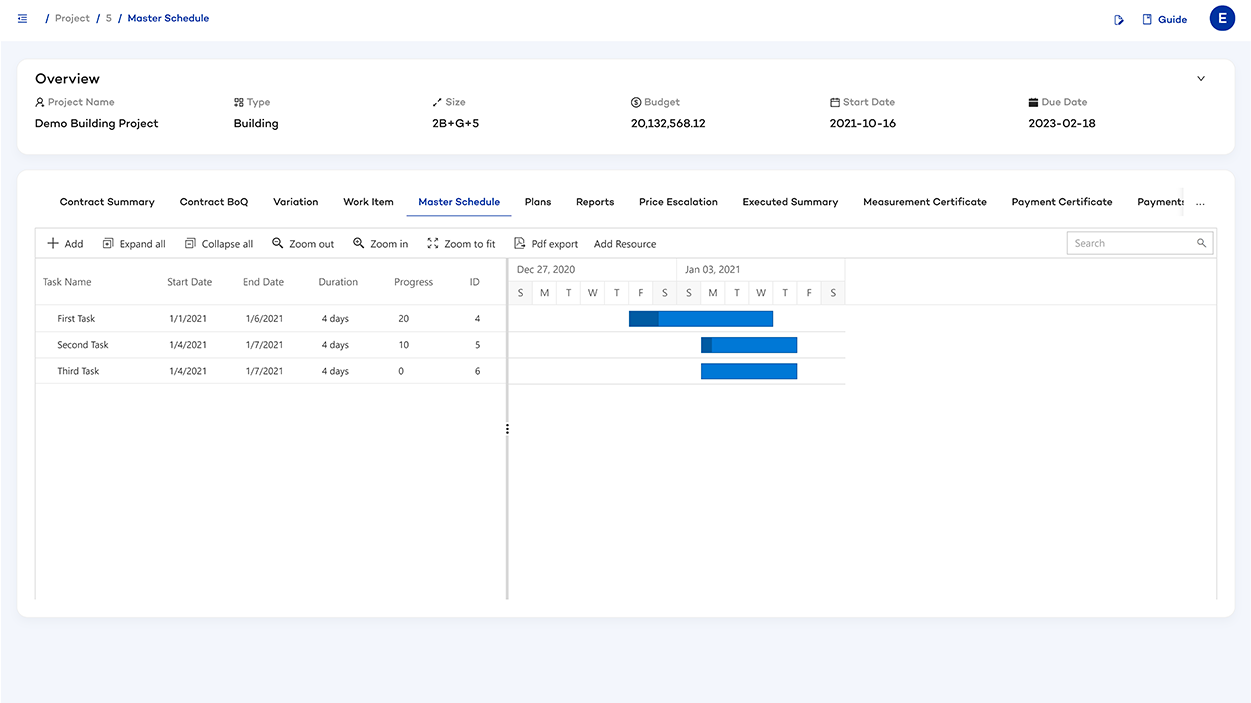 / Project / 5 / Master Schedule
Guide
E
Overview
Project Name Type Size Budget Start Date Due Date
Demo Building Project Building 2B+G+5 20,132,568.12 2021-10-16 2023-02-18
Contract Summary Contract BoQ Variation Work Item Master Schedule Plans Reports Price Escalation Executed Summary Measurement Certificate Payment Certificate Payments ...
Add Expand all Collapse all Zoom out Zoom in Zoom to fit Pdf export Add Resource Search
Dec 27, 2020 Jan 03, 2021
Task Name Start Date End Date Duration Progress ID
S M T W T F S S M T W T F S
First Task 1/1/2021 1/6/2021 4 days 20 4
Second Task 1/4/2021 1/7/2021 4 days 10 5
Third Task 1/4/2021 1/7/2021 4 days 0 6